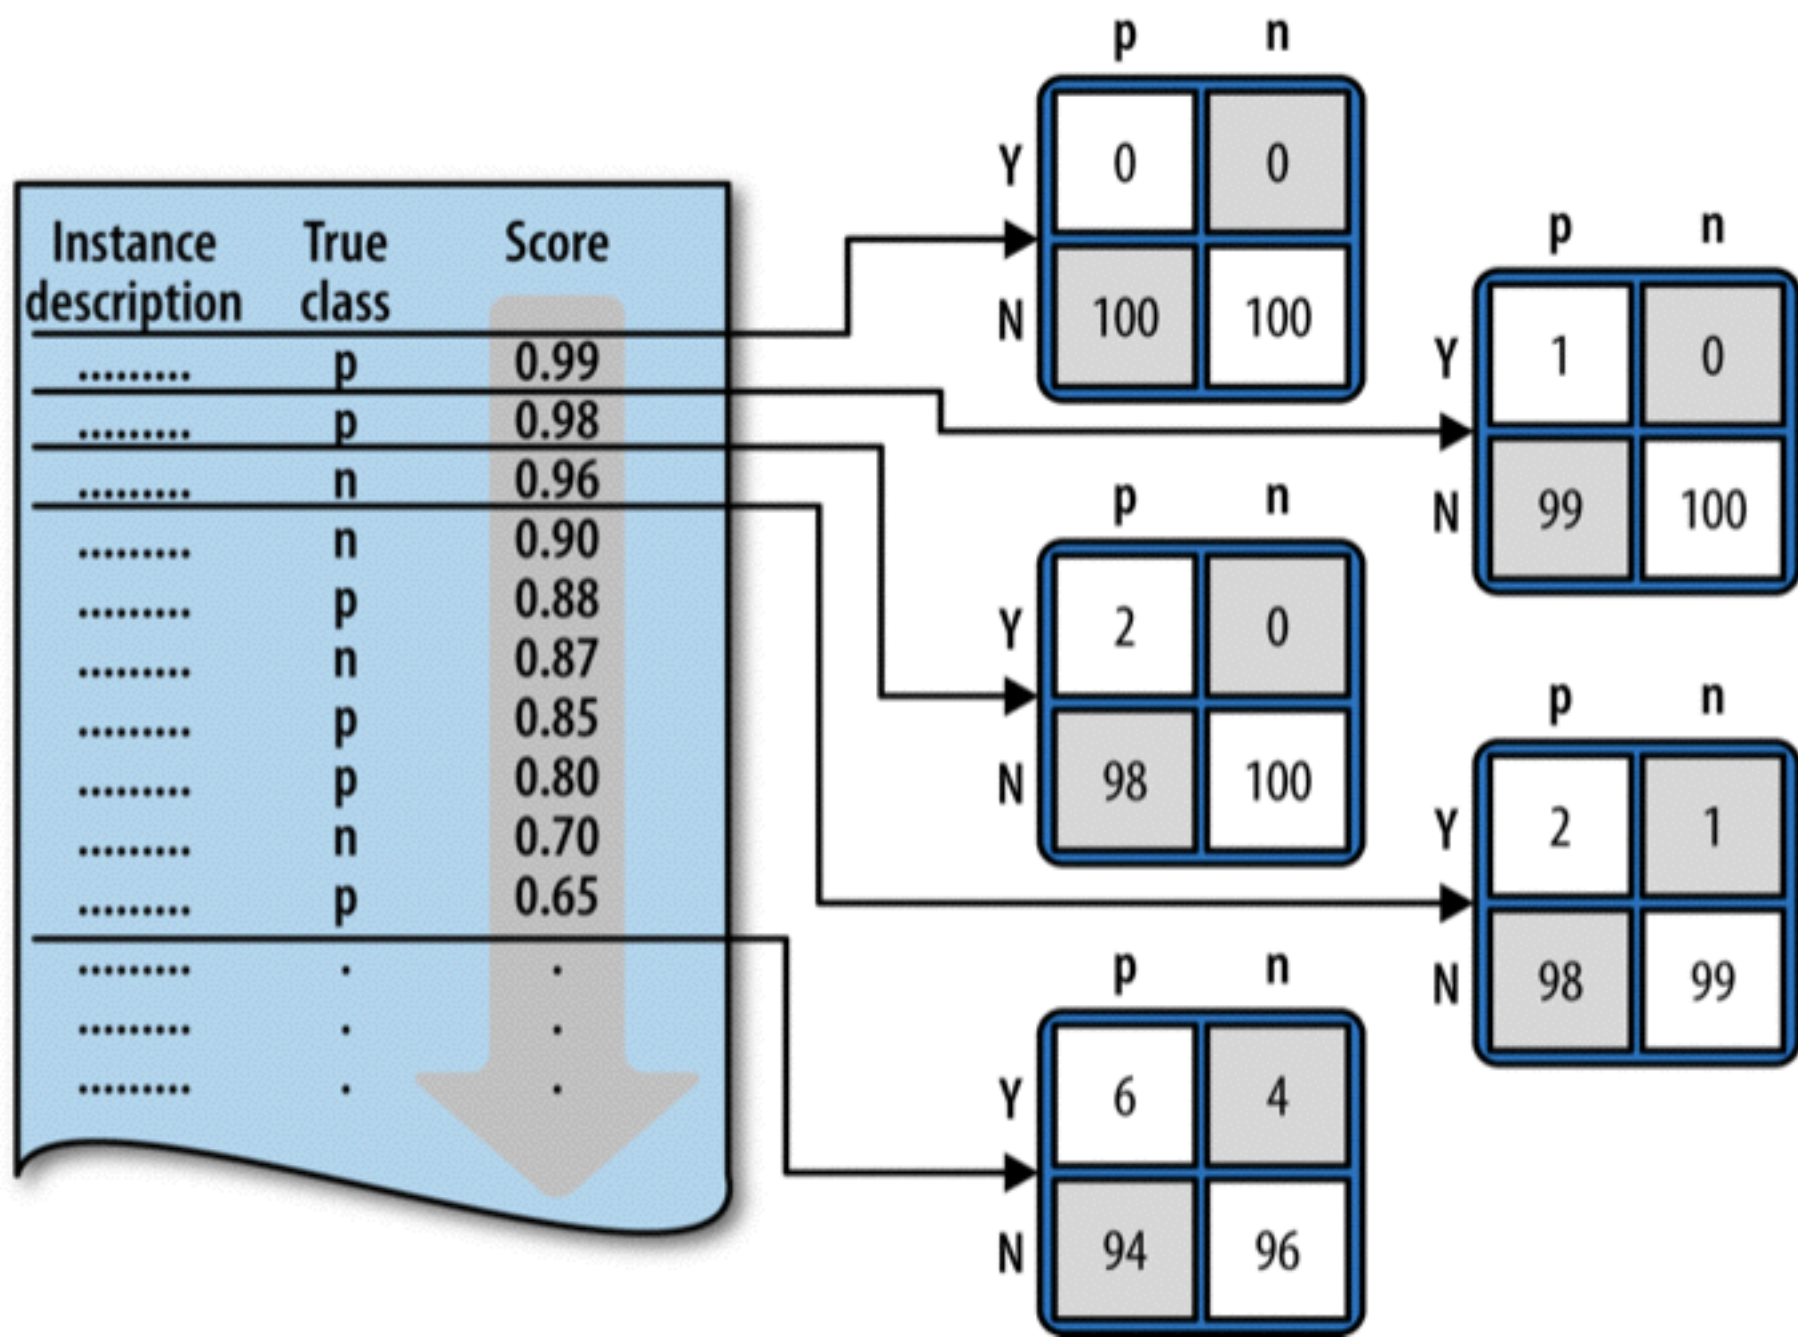 Instance description True class Score
......... p 0.99
......... p 0.98
......... n 0.96
......... n 0.90
......... p 0.88
......... n 0.87
......... p 0.85
......... p 0.80
......... n 0.70
......... p 0.65
......... . .
......... . .
......... . .
p n
Y 0 0
N 100 100
p n
Y 1 0
N 99 100
p n
Y 2 0
N 98 100
p n
Y 2 1
N 98 99
p n
Y 6 4
N 94 96